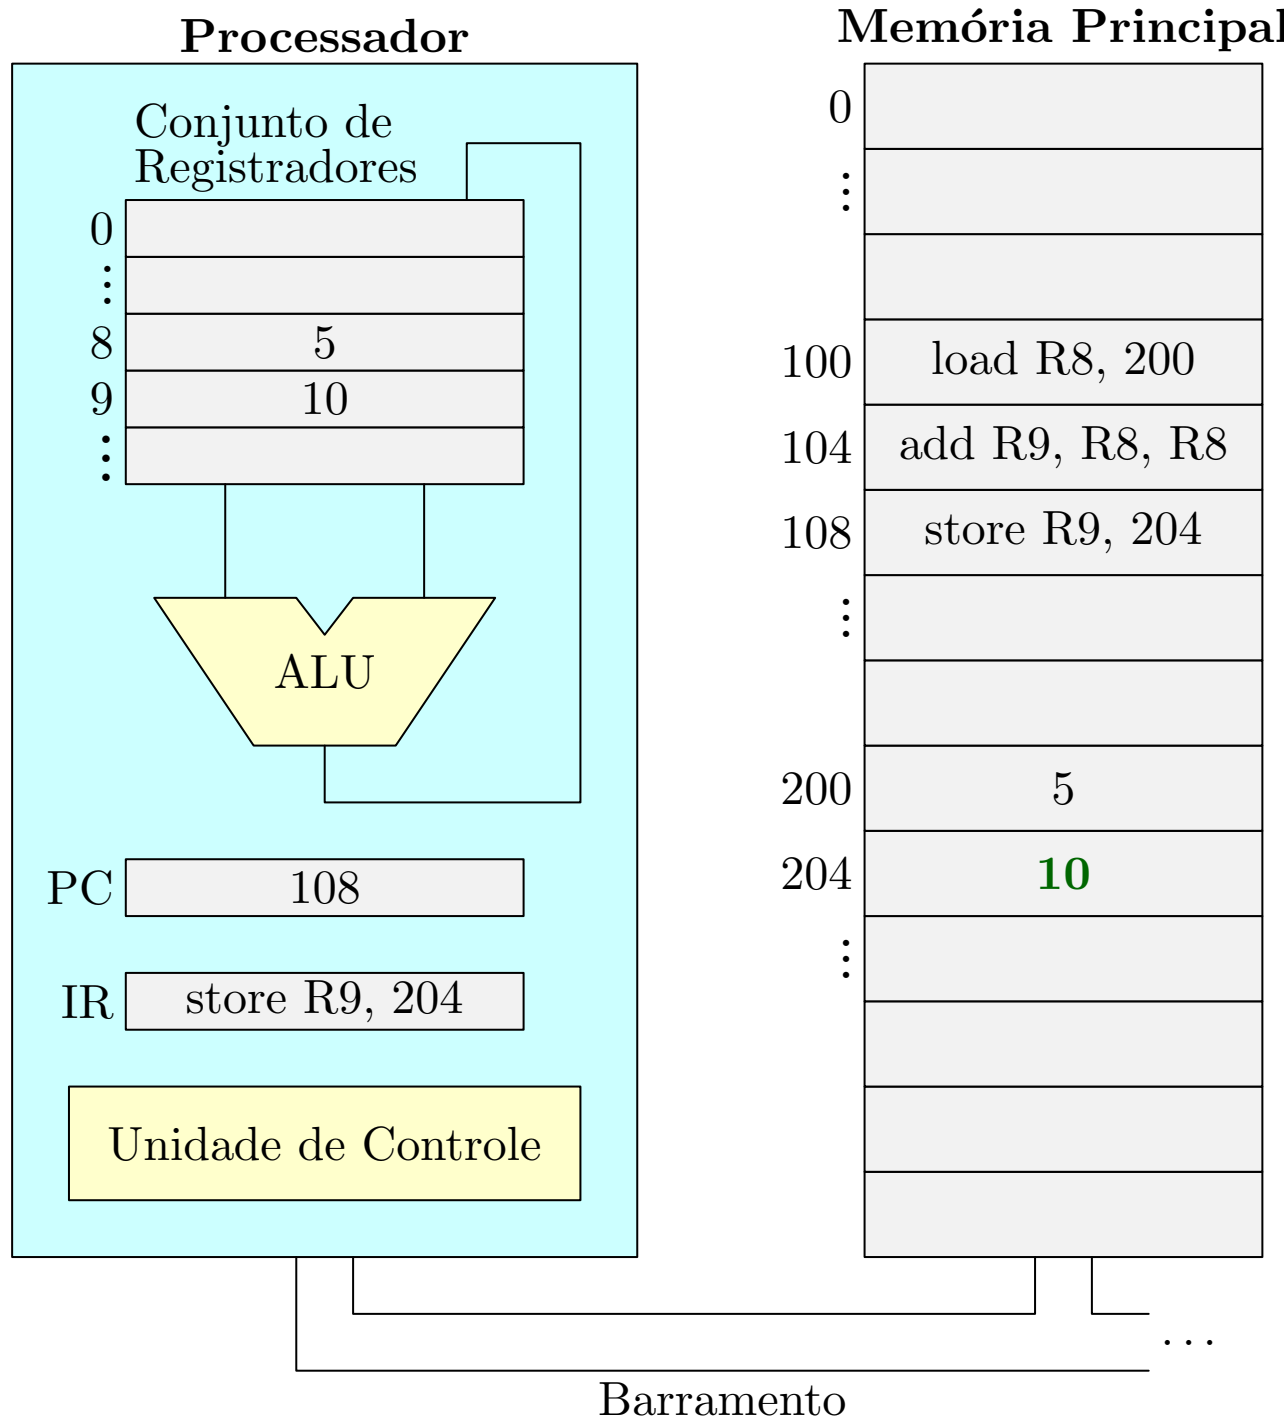 Processador
Conjunto de
Registradores
0
⋮
8 5
9 10
⋮
ALU
PC 108
IR store R9, 204
Unidade de Controle
Memória Principal
0
⋮
100 load R8, 200
104 add R9, R8, R8
108 store R9, 204
⋮
200 5
204 10
⋮
...
Barramento